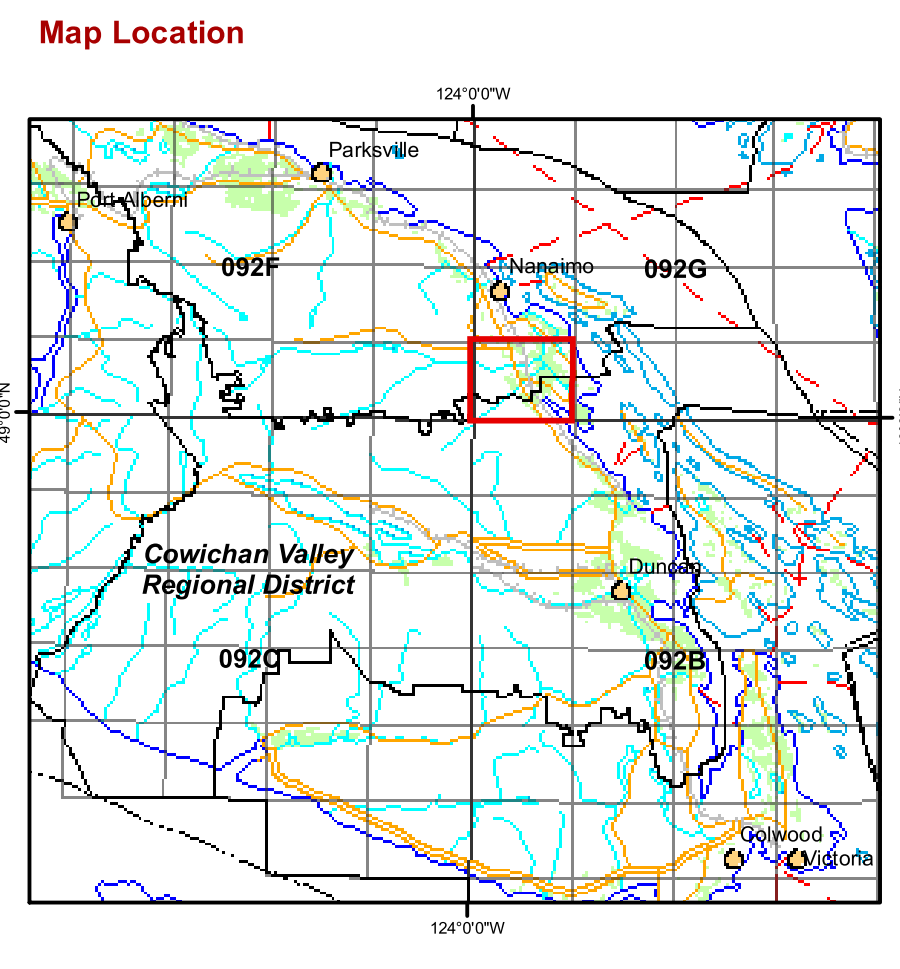 Map Location
124°0'0"W
Parksville
Port Alberni
092F
Nanaimo
092G
49°0'0"N
Cowichan Valley
Regional District
Duncan
092C
092B
Colwood
Victoria
124°0'0"W